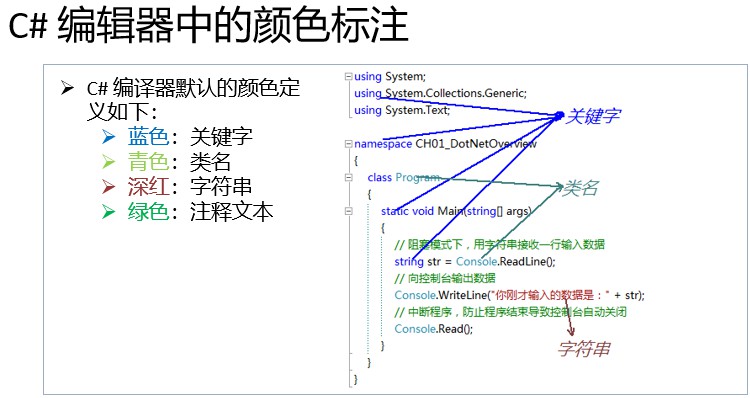 C# 编辑器中的颜色标注
C# 编译器默认的颜色定
义如下：
蓝色：关键字
青色：类名
深红：字符串
绿色：注释文本
using System;
using System.Collections.Generic;
using System.Text;
关键字
namespace CH01_DotNetOverview
{
class Program
类名
{
static void Main(string[] args)
{
// 阻塞模式下，用字符串接收一行输入数据
string str = Console.ReadLine();
// 向控制台输出数据
Console.WriteLine("你刚才输入的数据是：" + str);
// 中断程序，防止程序结束导致控制台自动关闭
Console.Read();
字符串
}
}
}